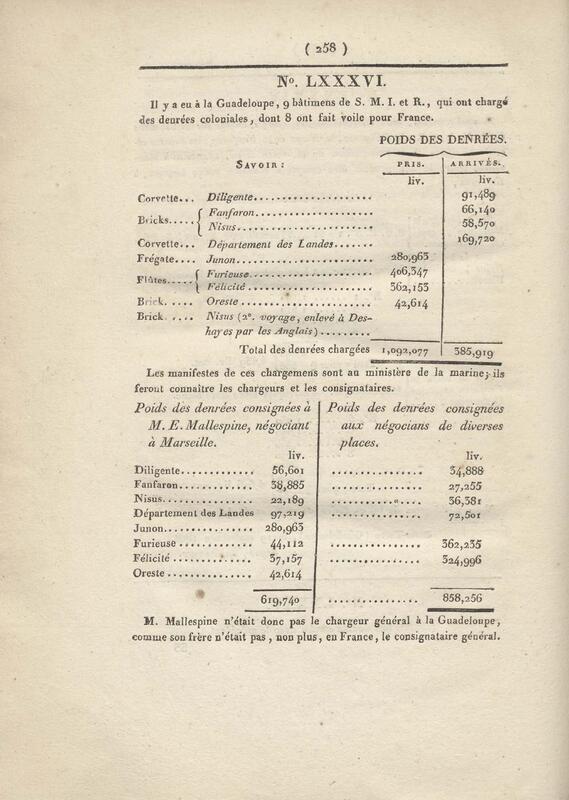 ( 258 )
No. LXXXVI.
Il y a eu à la Guadeloupe, 9 bâtimens de S. M. I. et R., qui ont chargé
des denrées coloniales, dont 8 ont fait voile pour France.
POIDS DES DENRÉES.
SAVOIR : PRIS. ARRIVÉS.
liv. liv.
Corvette... Diligente.................... 91,489
Bricks..... { Fanfaron.................... 66,140
Nisus....................... 58,570
Corvette... Département des Landes....... 169,720
Frégate.... Junon........................ 280,963
Flûtes..... { Furieuse.................... 406,347
Félicité.................... 362,153
Brick. .... Oreste....................... 42,614
Brick. .... Nisus (2e. voyage, enlevé à Des-
hayes par les Anglais).........
Total des denrées chargées 1,092,077 385,919
Les manifestes de ces chargemens sont au ministère de la marine; ils
feront connaître les chargeurs et les consignataires.
Poids des denrées consignées à Poids des denrées consignées
M. E. Mallespine, négociant aux négocians de diverses
à Marseille. places.
liv. liv.
Diligente............. 56,601 ................ 34,888
Fanfaron............. 38,885 ................ 27,255
Nisus................ 22,189 ................ 36,381
Département des Landes 97,219 ................ 72,501
Junon................ 280,963
Furieuse............. 44,112 ................ 362,235
Félicité ............. 37,157 ................ 324,996
Oreste .............. 42,614
619,740 ................ 858,256
M. Mallespine n'était donc pas le chargeur général à la Guadeloupe,
comme son frère n'était pas, non plus, en France, le consignataire général.